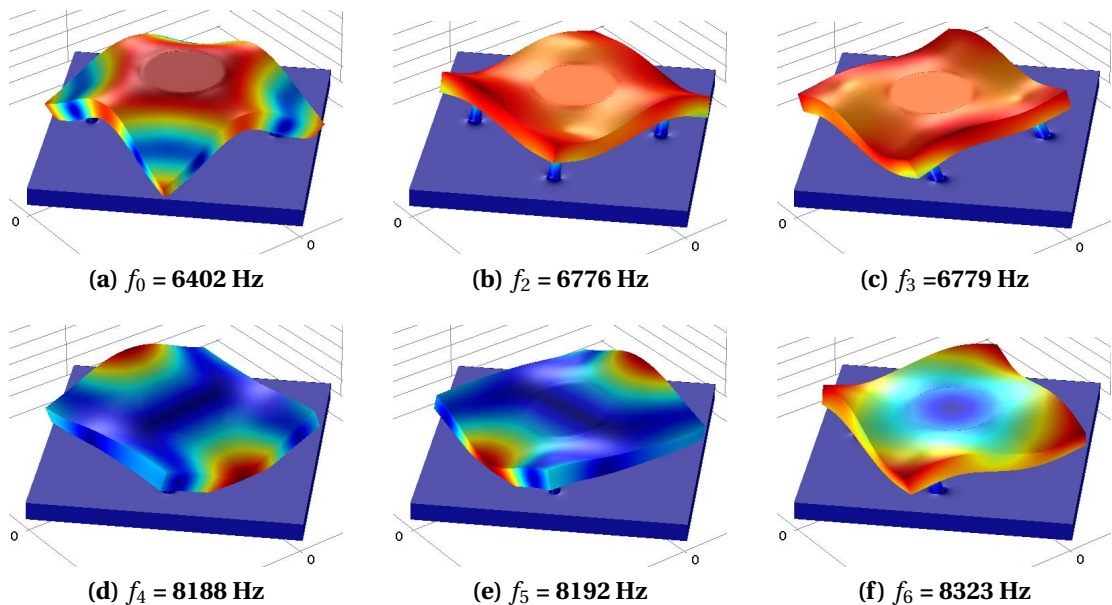 0
0
0
0
0
0
(a) f0 = 6402 Hz
(b) f2 = 6776 Hz
(c) f3 =6779 Hz
0
0
0
0
0
0
(d) f4 = 8188 Hz
(e) f5 = 8192 Hz
(f) f6 = 8323 Hz